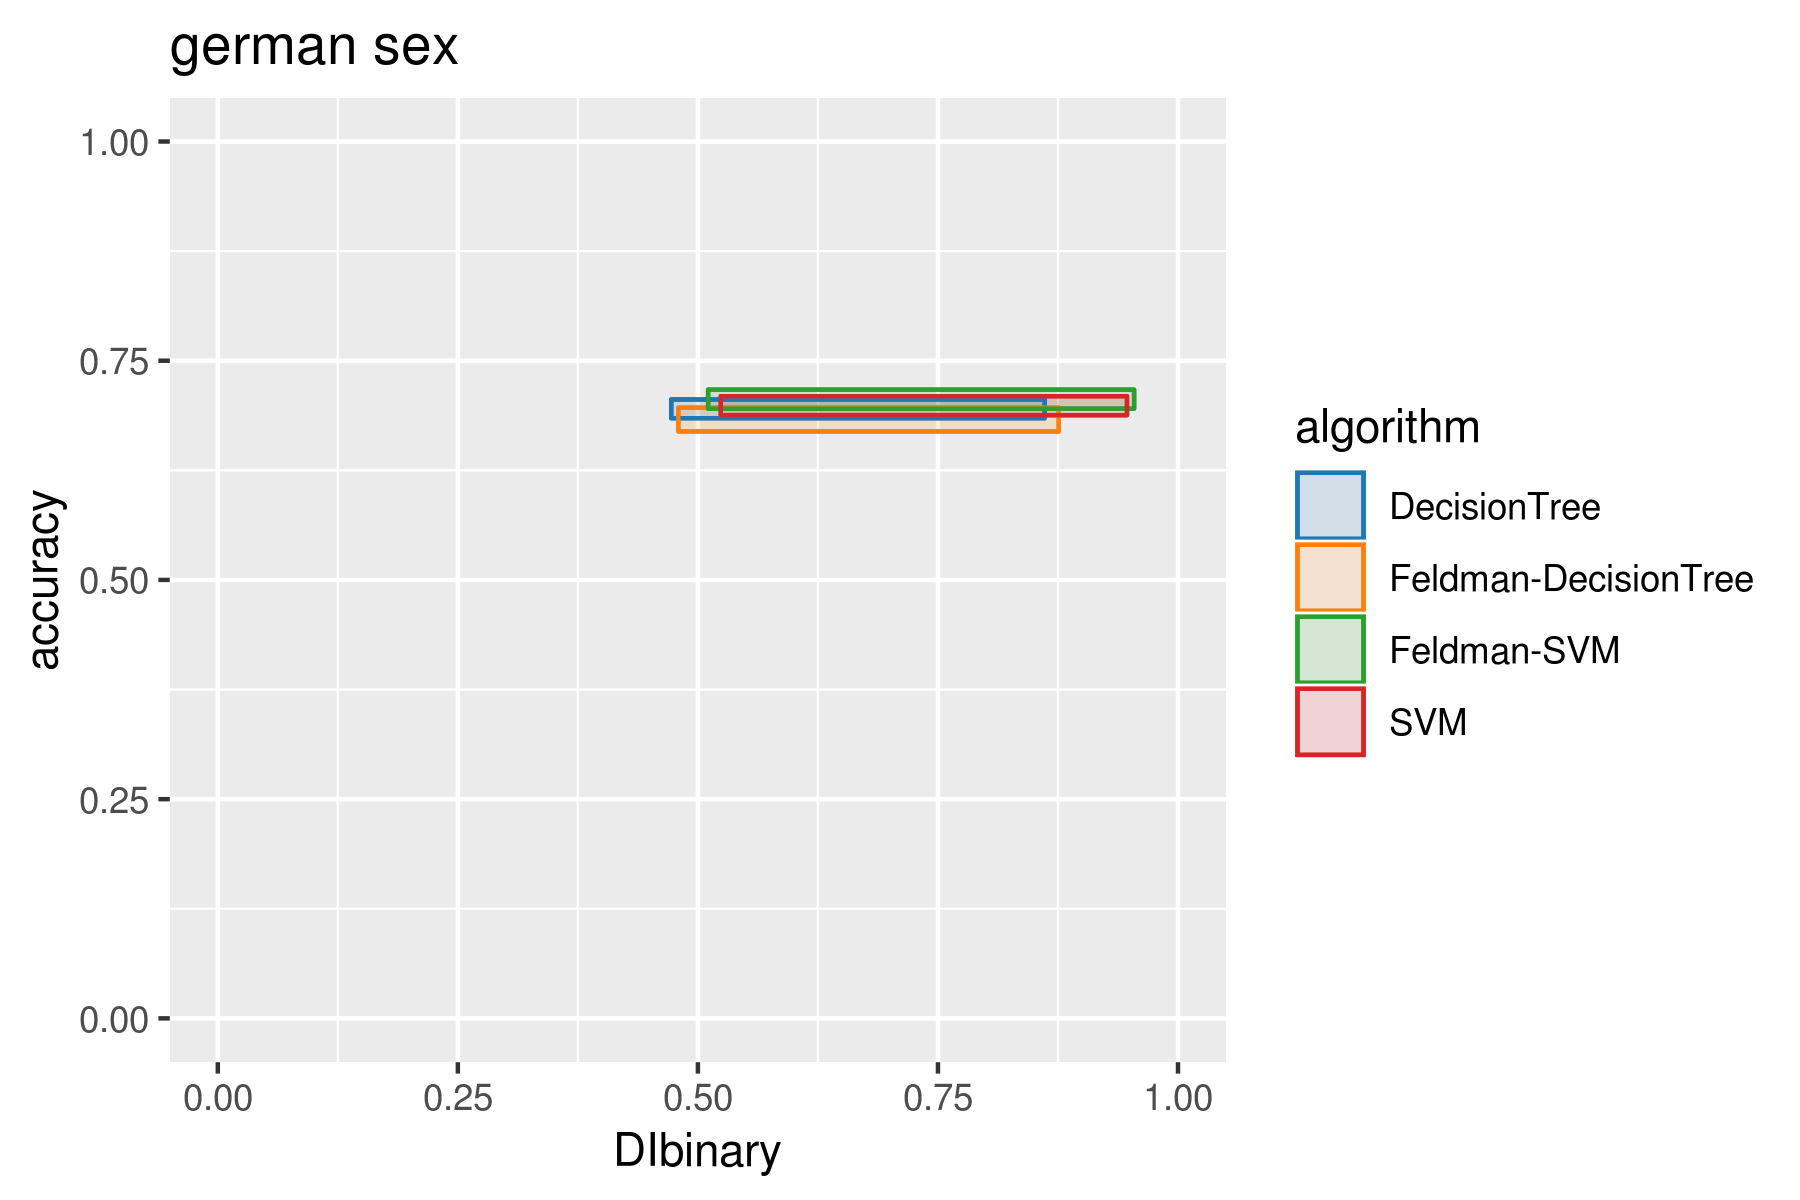 german sex
1.00
0.75
0.50
0.25
0.00
accuracy
0.00 0.25 0.50 0.75 1.00
DIbinary
algorithm
DecisionTree
Feldman-DecisionTree
Feldman-SVM
SVM